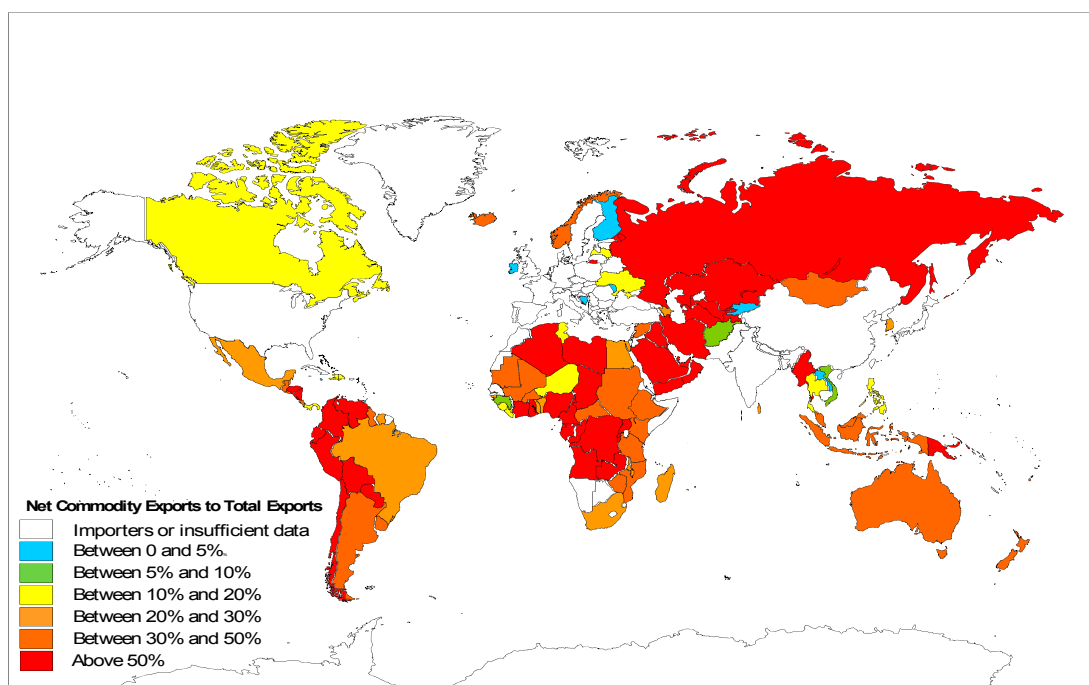 Net Commodity Exports to Total Exports
Importers or insufficient data
Between 0 and 5%
Between 5% and 10%
Between 10% and 20%
Between 20% and 30%
Between 30% and 50%
Above 50%